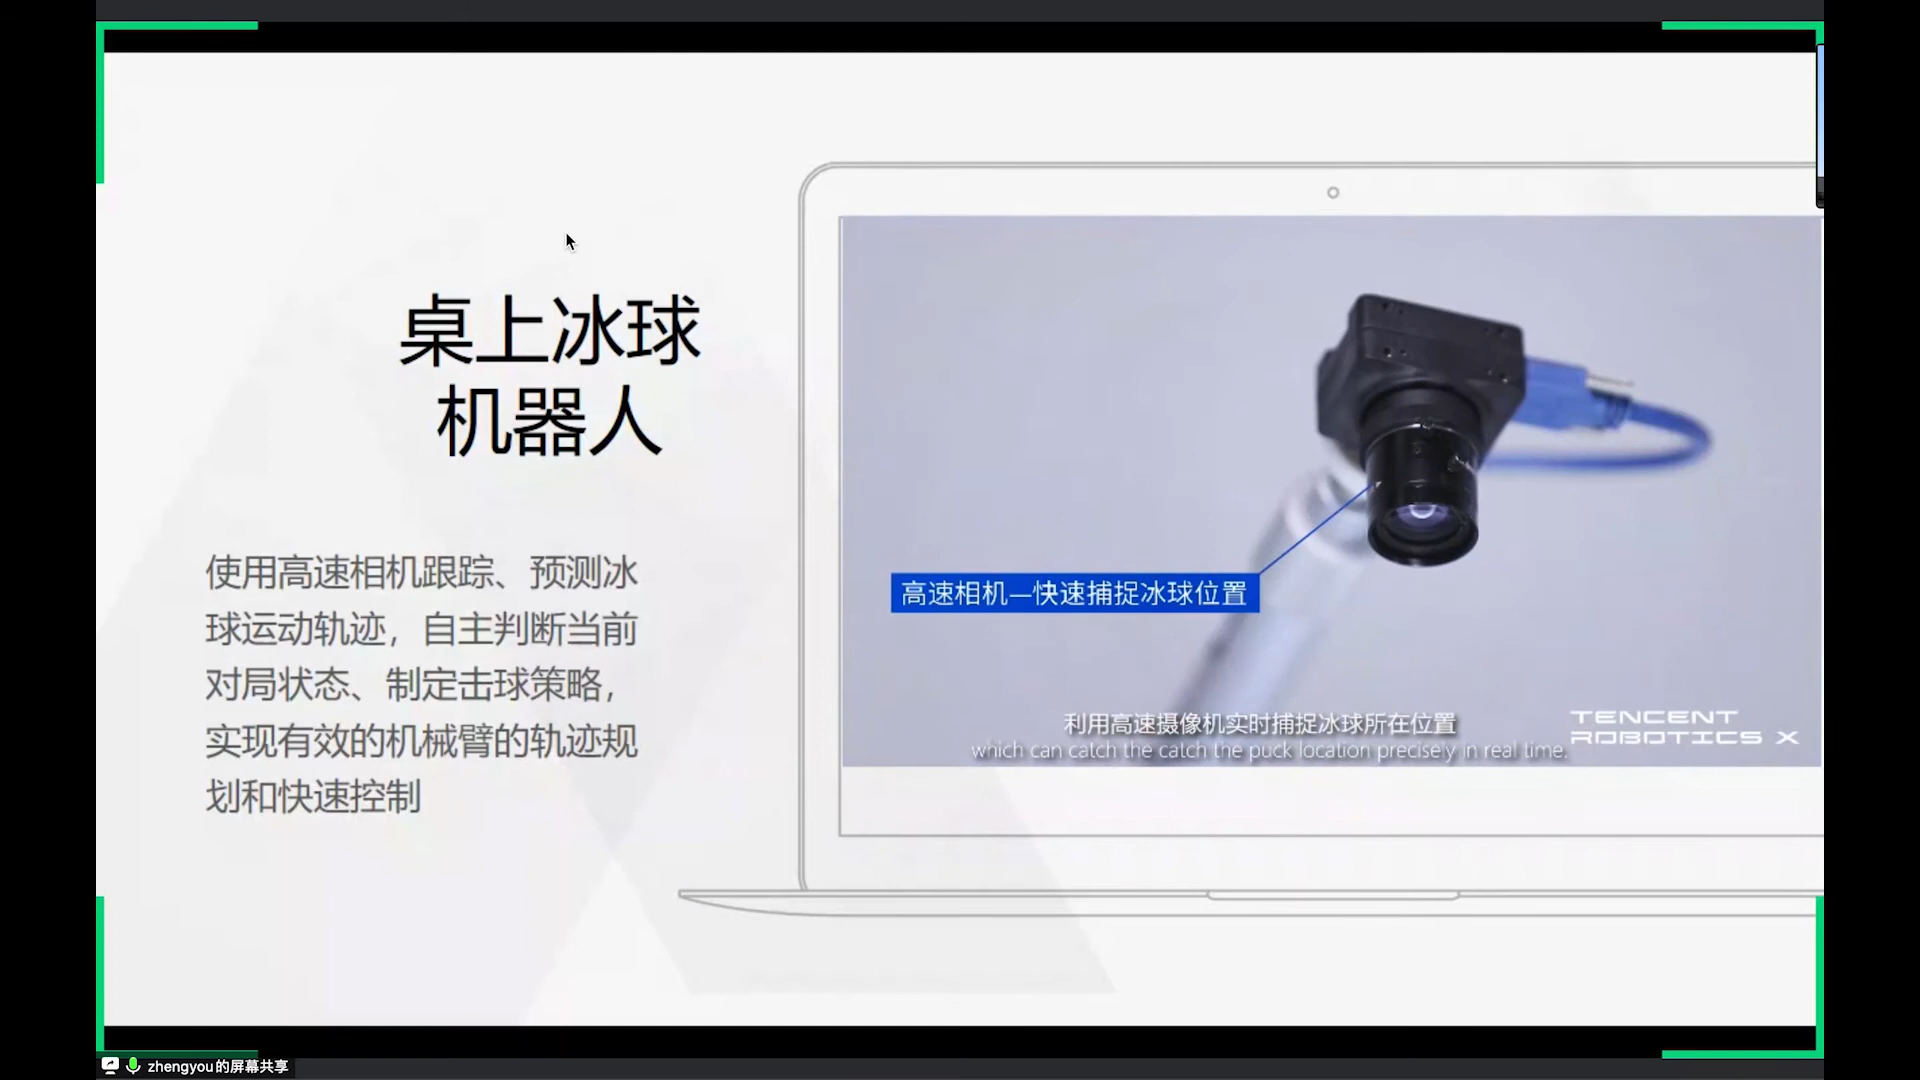 桌上冰球
机器人
使用高速相机跟踪、预测冰
球运动轨迹，自主判断当前
对局状态、制定击球策略，
实现有效的机械臂的轨迹规
划和快速控制
高速相机—快速捕捉冰球位置
利用高速摄像机实时捕捉冰球所在位置
which can catch the catch the puck location precisely in real time.
TENCENT
ROBOTICS X
zhengyou的屏幕共享